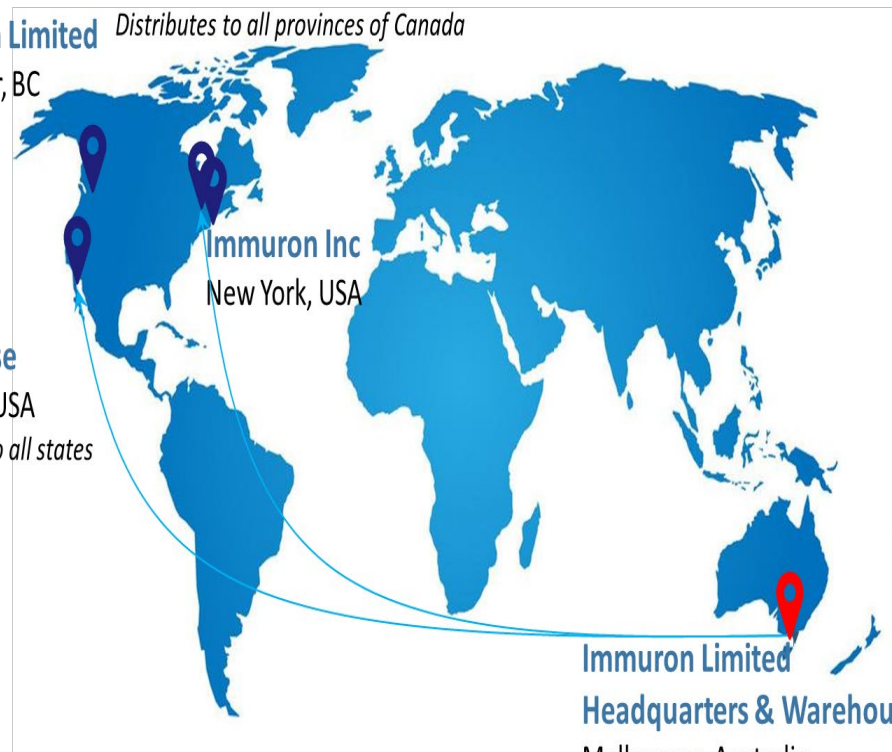 Limited
Distributes to all provinces of Canada
, BC
Immuron Inc
New York, USA
se
USA
all states
Immuron Limited
Headquarters & Warehou